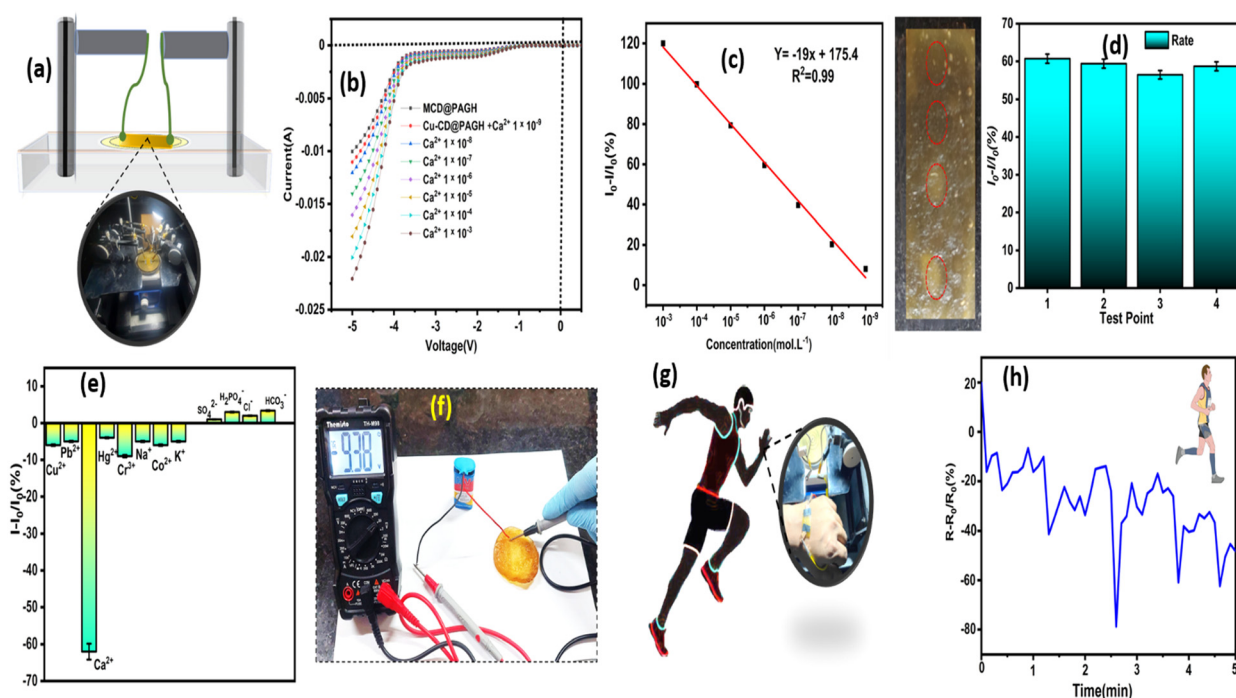 (a)
(b)
Current(A)
0
-0.005
-0.010
-0.015
-0.02
-0.025
-5
-4
-3
-2
-1
0
Voltage(V)
MCD@PAGH
Cu-CD@PAGH +Ca²⁺ 1 x 10⁻⁹
Ca²⁺ 1 x 10⁻⁸
Ca²⁺ 1 x 10⁻⁷
Ca²⁺ 1 x 10⁻⁶
Ca²⁺ 1 x 10⁻⁵
Ca²⁺ 1 x 10⁻⁴
Ca²⁺ 1 x 10⁻³
(c)
Y= -19x + 175.4
R²=0.99
I₀-I/I₀(%)
120
100
80
60
40
20
0
10⁻³
10⁻⁴
10⁻⁵
10⁻⁶
10⁻⁷
10⁻⁸
10⁻⁹
Concentration(mol.L⁻¹)
(d)
Rate
I₀-I/I₀(%)
70
60
50
40
30
20
10
0
1
2
3
4
Test Point
(e)
I-I₀/I₀(%)
10
0
-10
-20
-30
-40
-50
-60
-70
Cu²⁺
Pb²⁺
Ca²⁺
Hg²⁺
Cr³⁺
Na⁺
Co²⁺
K⁺
SO₄²⁻
H₂PO₄⁻
Cl⁻
HCO₃⁻
(f)
TH-M98
-9.38
(g)
(h)
R-R₀/R₀(%)
20
0
-20
-40
-60
-80
0
1
2
3
4
5
Time(min)